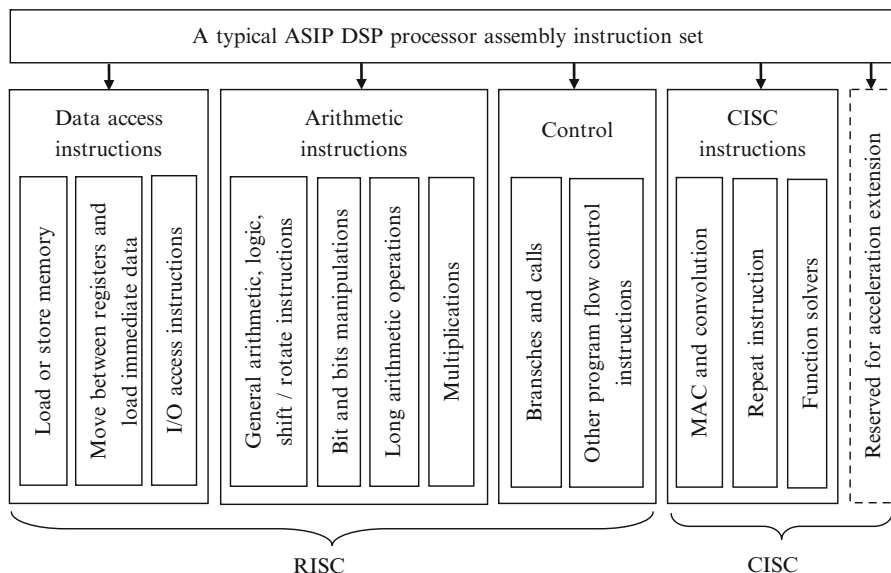 A typical ASIP DSP processor assembly instruction set
Data access
instructions
Load or store memory
Move between registers and
load immediate data
I/O access instructions
Arithmetic
instructions
General arithmetic, logic,
shift / rotate instructions
Bit and bits manipulations
Long arithmetic operations
Multiplications
Control
Bransches and calls
Other program flow control
instructions
CISC
instructions
MAC and convolution
Repeat instruction
Function solvers
Reserved for acceleration extension
RISC
CISC